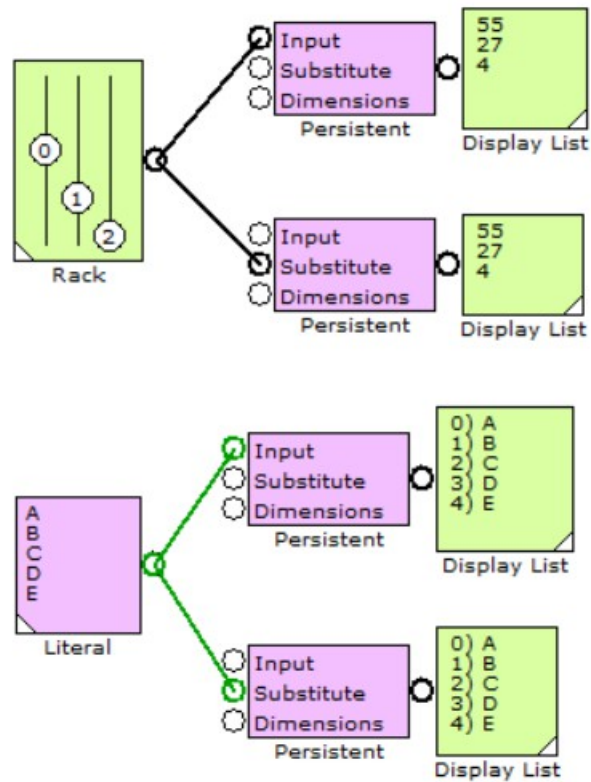 Input
Substitute
Dimensions
Persistent
55
27
4
Display List
0
1
2
Rack
Input
Substitute
Dimensions
Persistent
55
27
4
Display List
A
B
C
D
E
Literal
Input
Substitute
Dimensions
Persistent
0) A
1) B
2) C
3) D
4) E
Display List
Input
Substitute
Dimensions
Persistent
0) A
1) B
2) C
3) D
4) E
Display List